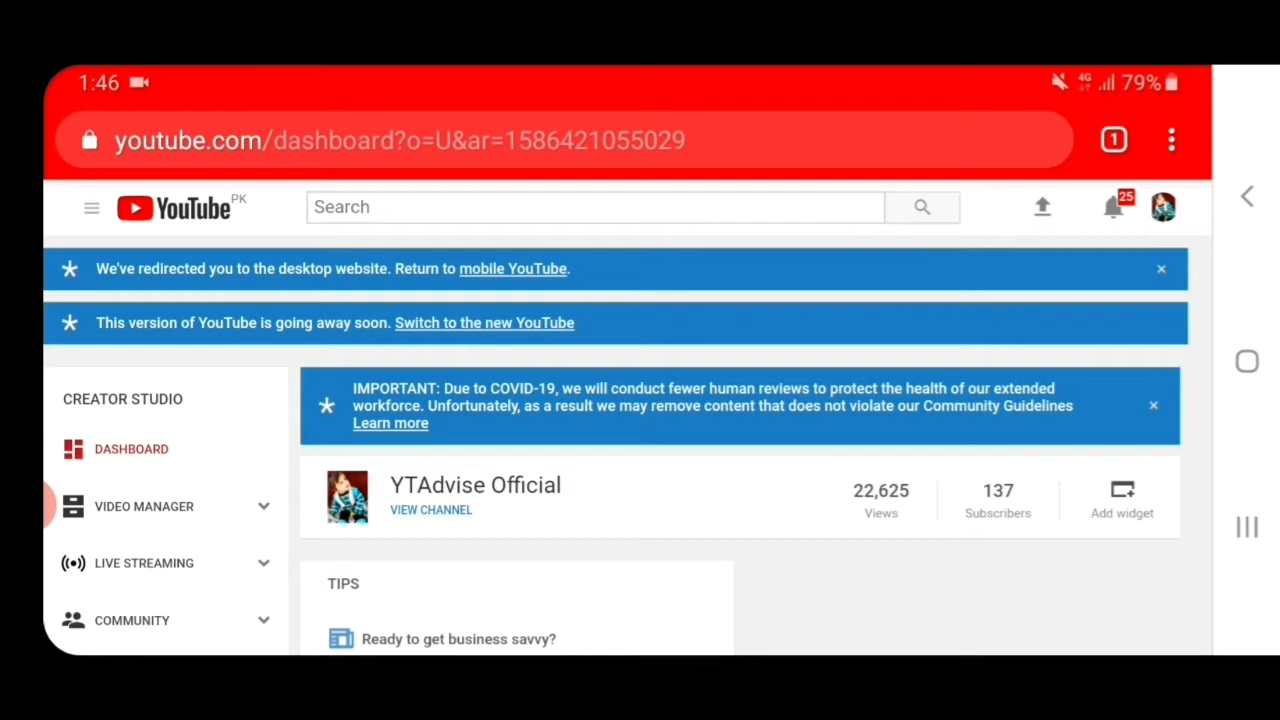 1:46
4G
79%
youtube.com/dashboard?o=U&ar=1586421055029
1
YouTube PK
Search
25
We've redirected you to the desktop website. Return to mobile YouTube.
×
This version of YouTube is going away soon. Switch to the new YouTube
CREATOR STUDIO
DASHBOARD
VIDEO MANAGER
LIVE STREAMING
COMMUNITY
IMPORTANT: Due to COVID-19, we will conduct fewer human reviews to protect the health of our extended
workforce. Unfortunately, as a result we may remove content that does not violate our Community Guidelines
Learn more
×
YTAdvise Official
VIEW CHANNEL
22,625
Views
137
Subscribers
Add widget
TIPS
Ready to get business savvy?